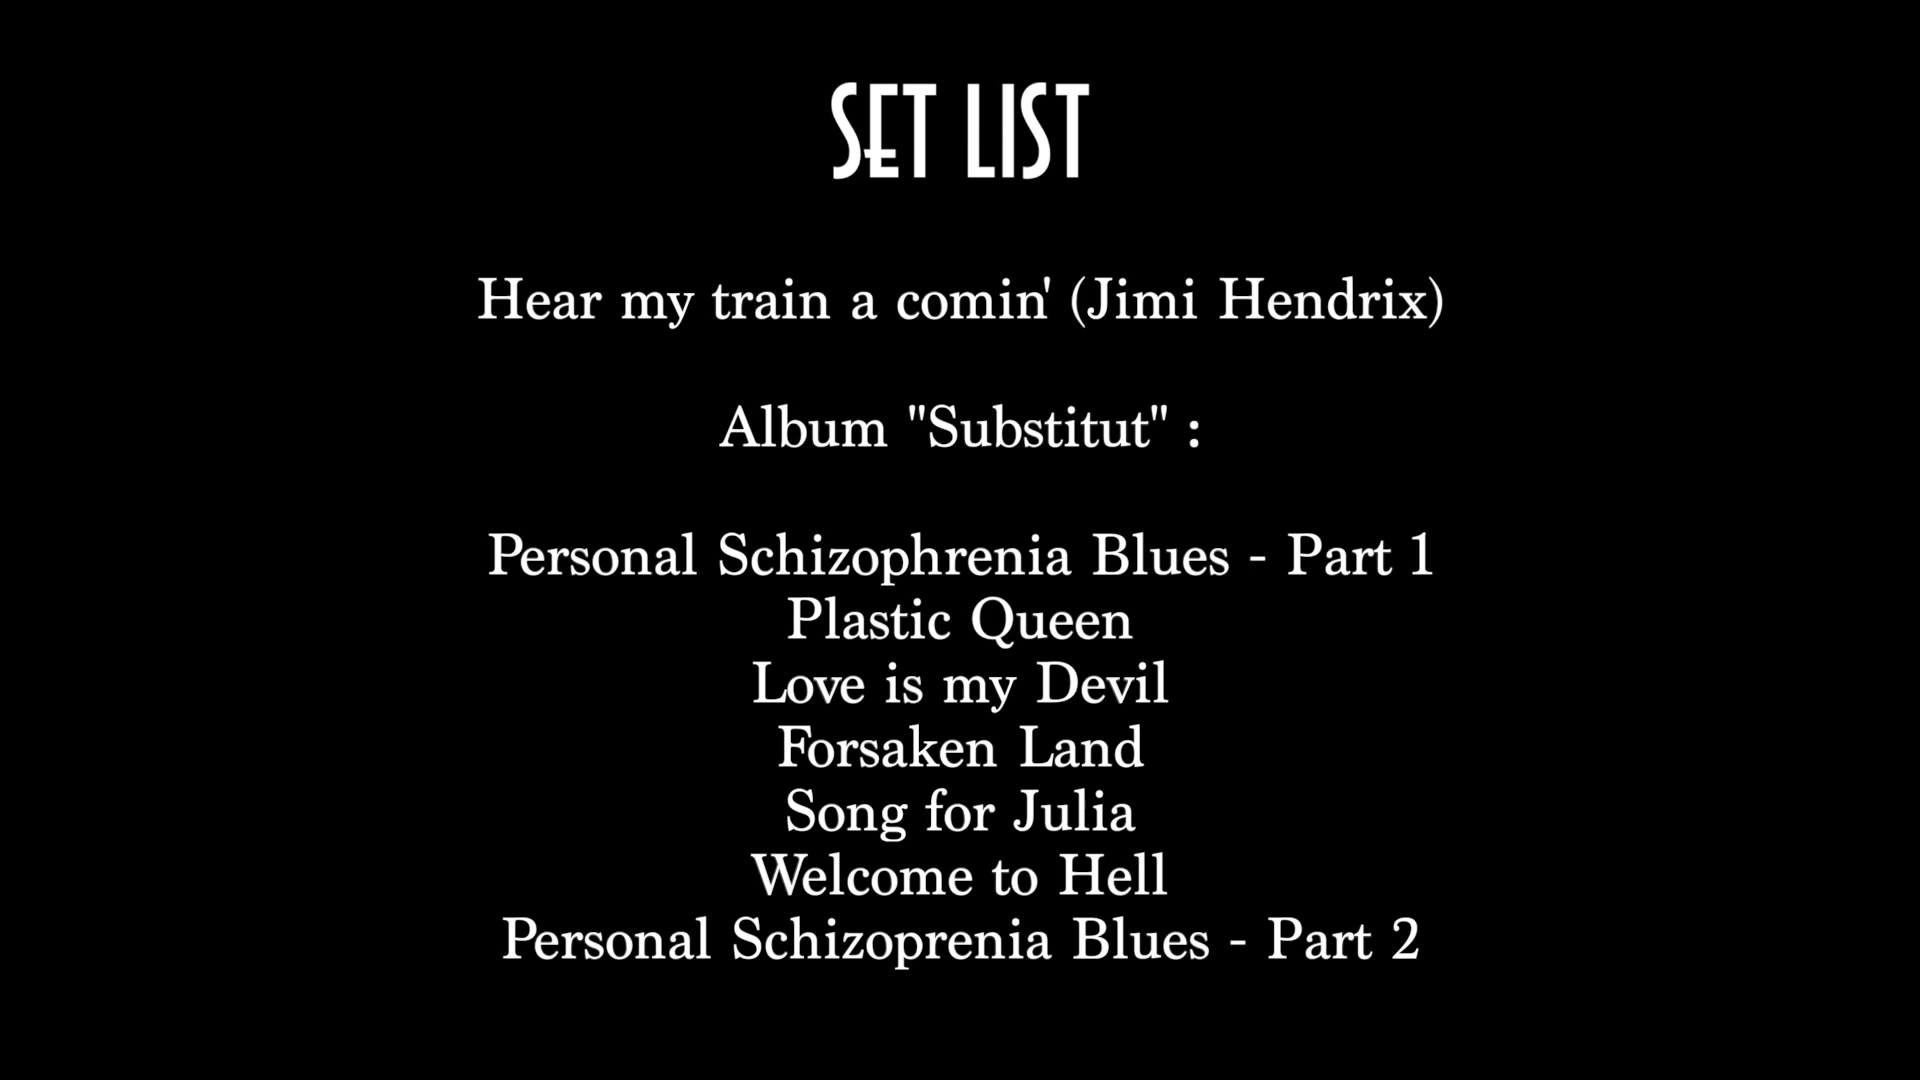 SET LIST
Hear my train a comin' (Jimi Hendrix)
Album "Substitut" :
Personal Schizophrenia Blues - Part 1
Plastic Queen
Love is my Devil
Forsaken Land
Song for Julia
Welcome to Hell
Personal Schizoprenia Blues - Part 2